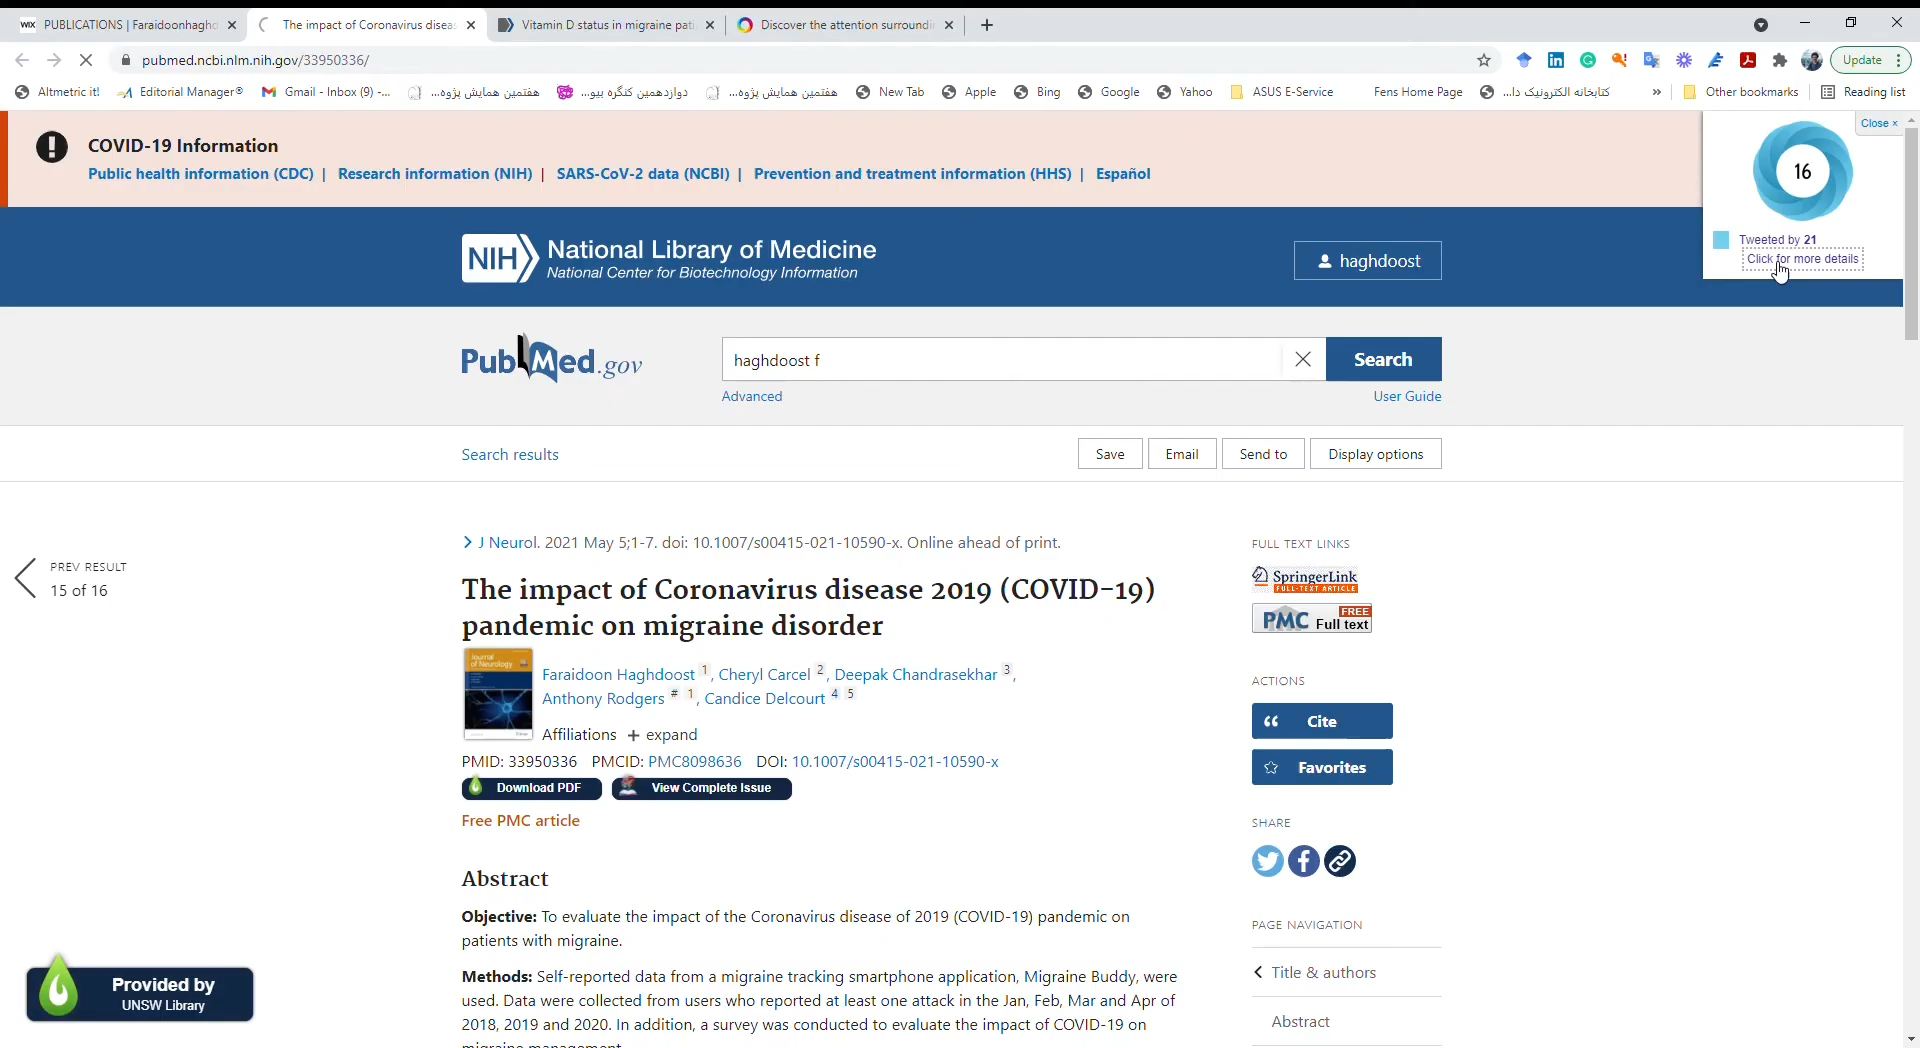 WIX PUBLICATIONS | Faraidoonhaghd
The impact of Coronavirus diseas
Vitamin D status in migraine pati
Discover the attention surroundin
pubmed.ncbi.nlm.nih.gov/33950336/
Update
Altmetric it!
Editorial Manager®
Gmail - Inbox (9) -...
هفتمین همایش پژوه...
دوازدهمین کنگره بیو...
هفتمین همایش پژوه...
New Tab
Apple
Bing
Google
Yahoo
ASUS E-Service
Fens Home Page
کتابخانه الکترونیک دا...
»
Other bookmarks
Reading list
COVID-19 Information
Public health information (CDC) | Research information (NIH) | SARS-CoV-2 data (NCBI) | Prevention and treatment information (HHS) | Español
Close ×
16
Tweeted by 21
Click for more details
NIH National Library of Medicine
National Center for Biotechnology Information
haghdoost
PubMed.gov
haghdoost f
Search
Advanced
User Guide
Search results
Save
Email
Send to
Display options
PREV RESULT
15 of 16
J Neurol. 2021 May 5;1-7. doi: 10.1007/s00415-021-10590-x. Online ahead of print.
The impact of Coronavirus disease 2019 (COVID-19)
pandemic on migraine disorder
Journal of Neurology
Faraidoon Haghdoost 1, Cheryl Carcel 2, Deepak Chandrasekhar 3,
Anthony Rodgers # 1, Candice Delcourt 4 5
Affiliations + expand
PMID: 33950336 PMCID: PMC8098636 DOI: 10.1007/s00415-021-10590-x
Download PDF
View Complete Issue
Free PMC article
Abstract
Objective: To evaluate the impact of the Coronavirus disease of 2019 (COVID-19) pandemic on
patients with migraine.
Methods: Self-reported data from a migraine tracking smartphone application, Migraine Buddy, were
used. Data were collected from users who reported at least one attack in the Jan, Feb, Mar and Apr of
2018, 2019 and 2020. In addition, a survey was conducted to evaluate the impact of COVID-19 on
migraine management.
FULL TEXT LINKS
SpringerLink
FULL-TEXT ARTICLE
PMC FREE Full text
ACTIONS
Cite
Favorites
SHARE
PAGE NAVIGATION
Title & authors
Abstract
Provided by
UNSW Library